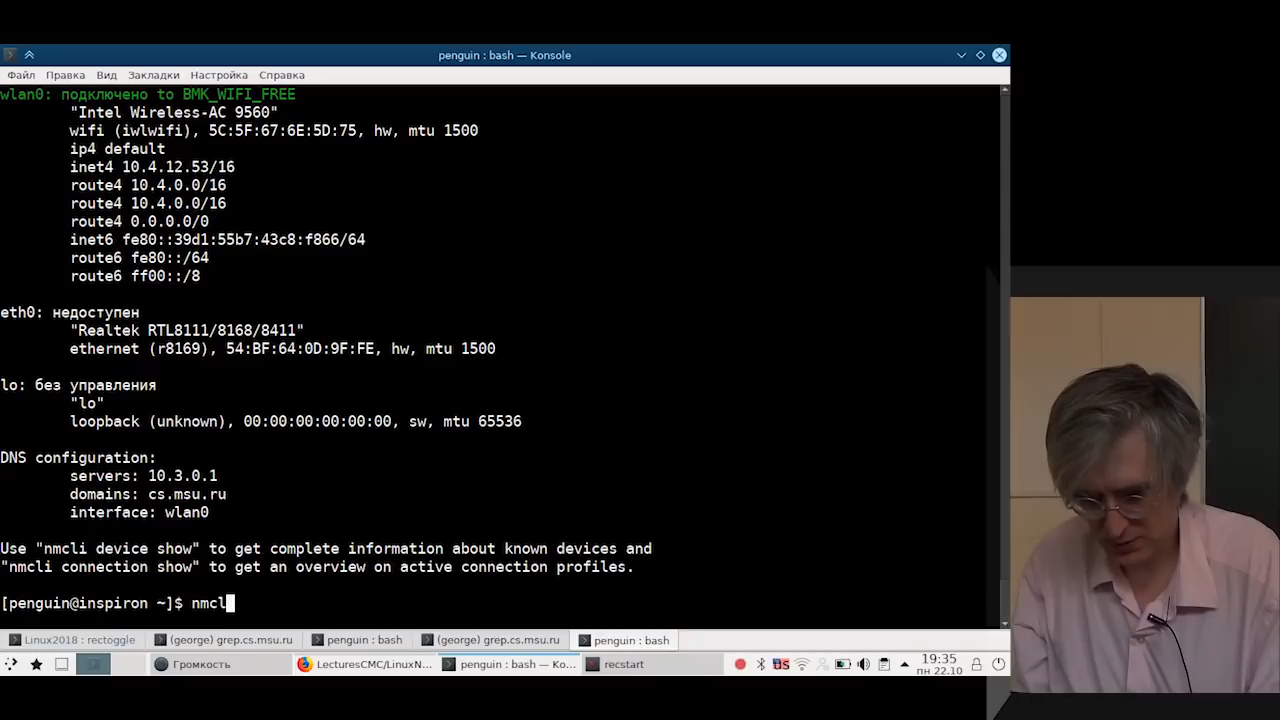 penguin : bash — Konsole
Файл Правка Вид Закладки Настройка Справка
wlan0: подключено to BMK_WIFI_FREE
"Intel Wireless-AC 9560"
wifi (iwlwifi), 5C:5F:67:6E:5D:75, hw, mtu 1500
ip4 default
inet4 10.4.12.53/16
route4 10.4.0.0/16
route4 10.4.0.0/16
route4 0.0.0.0/0
inet6 fe80::39d1:55b7:43c8:f866/64
route6 fe80::/64
route6 ff00::/8
eth0: недоступен
"Realtek RTL8111/8168/8411"
ethernet (r8169), 54:BF:64:0D:9F:FE, hw, mtu 1500
lo: без управления
"lo"
loopback (unknown), 00:00:00:00:00:00, sw, mtu 65536
DNS configuration:
servers: 10.3.0.1
domains: cs.msu.ru
interface: wlan0
Use "nmcli device show" to get complete information about known devices and
"nmcli connection show" to get an overview on active connection profiles.
[penguin@inspiron ~]$ nmcl
Linux2018 : rectoggle (george) grep.cs.msu.ru penguin : bash (george) grep.cs.msu.ru penguin : bash
Громкость LecturesCMC/LinuxN... penguin : bash — Ko... recstart US 19:35
пн 22.10